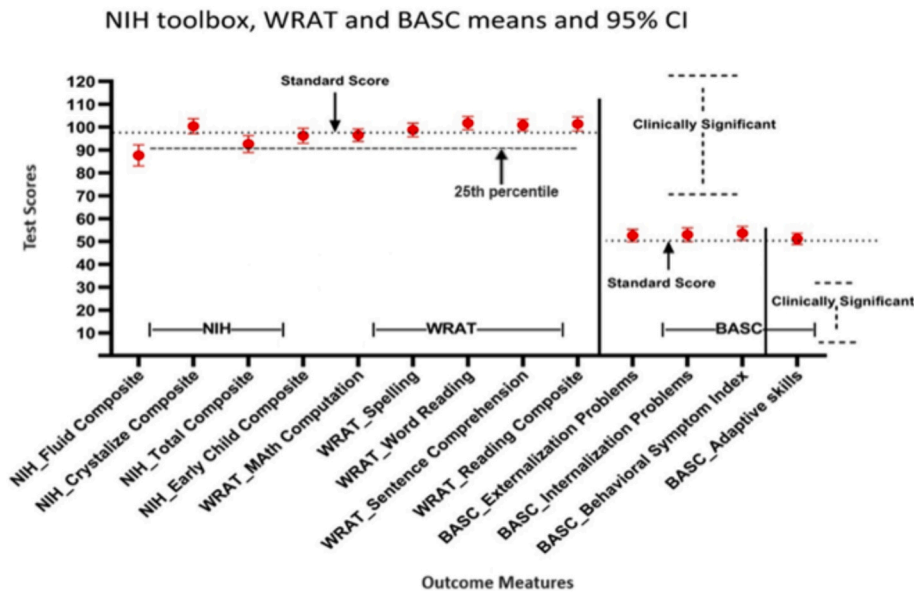 NIH toolbox, WRAT and BASC means and 95% CI
Standard Score
Clinically Significant
25th percentile
120
110
100
90
80
70
60
50
40
30
20
10
Test Scores
Standard Score
Clinically Significant
NIH
WRAT
BASC
NIH_Fluid Composite
NIH_Crystalize Composite
NIH_Total Composite
NIH_Early Child Composite
WRAT_MAth Computation
WRAT_Spelling
WRAT_Word Reading
WRAT_Sentence Comprehension
WRAT_Reading Composite
BASC_Externalization Problems
BASC_Internalization Problems
BASC_Behavioral Symptom Index
BASC_Adaptive skills
Outcome Meatures